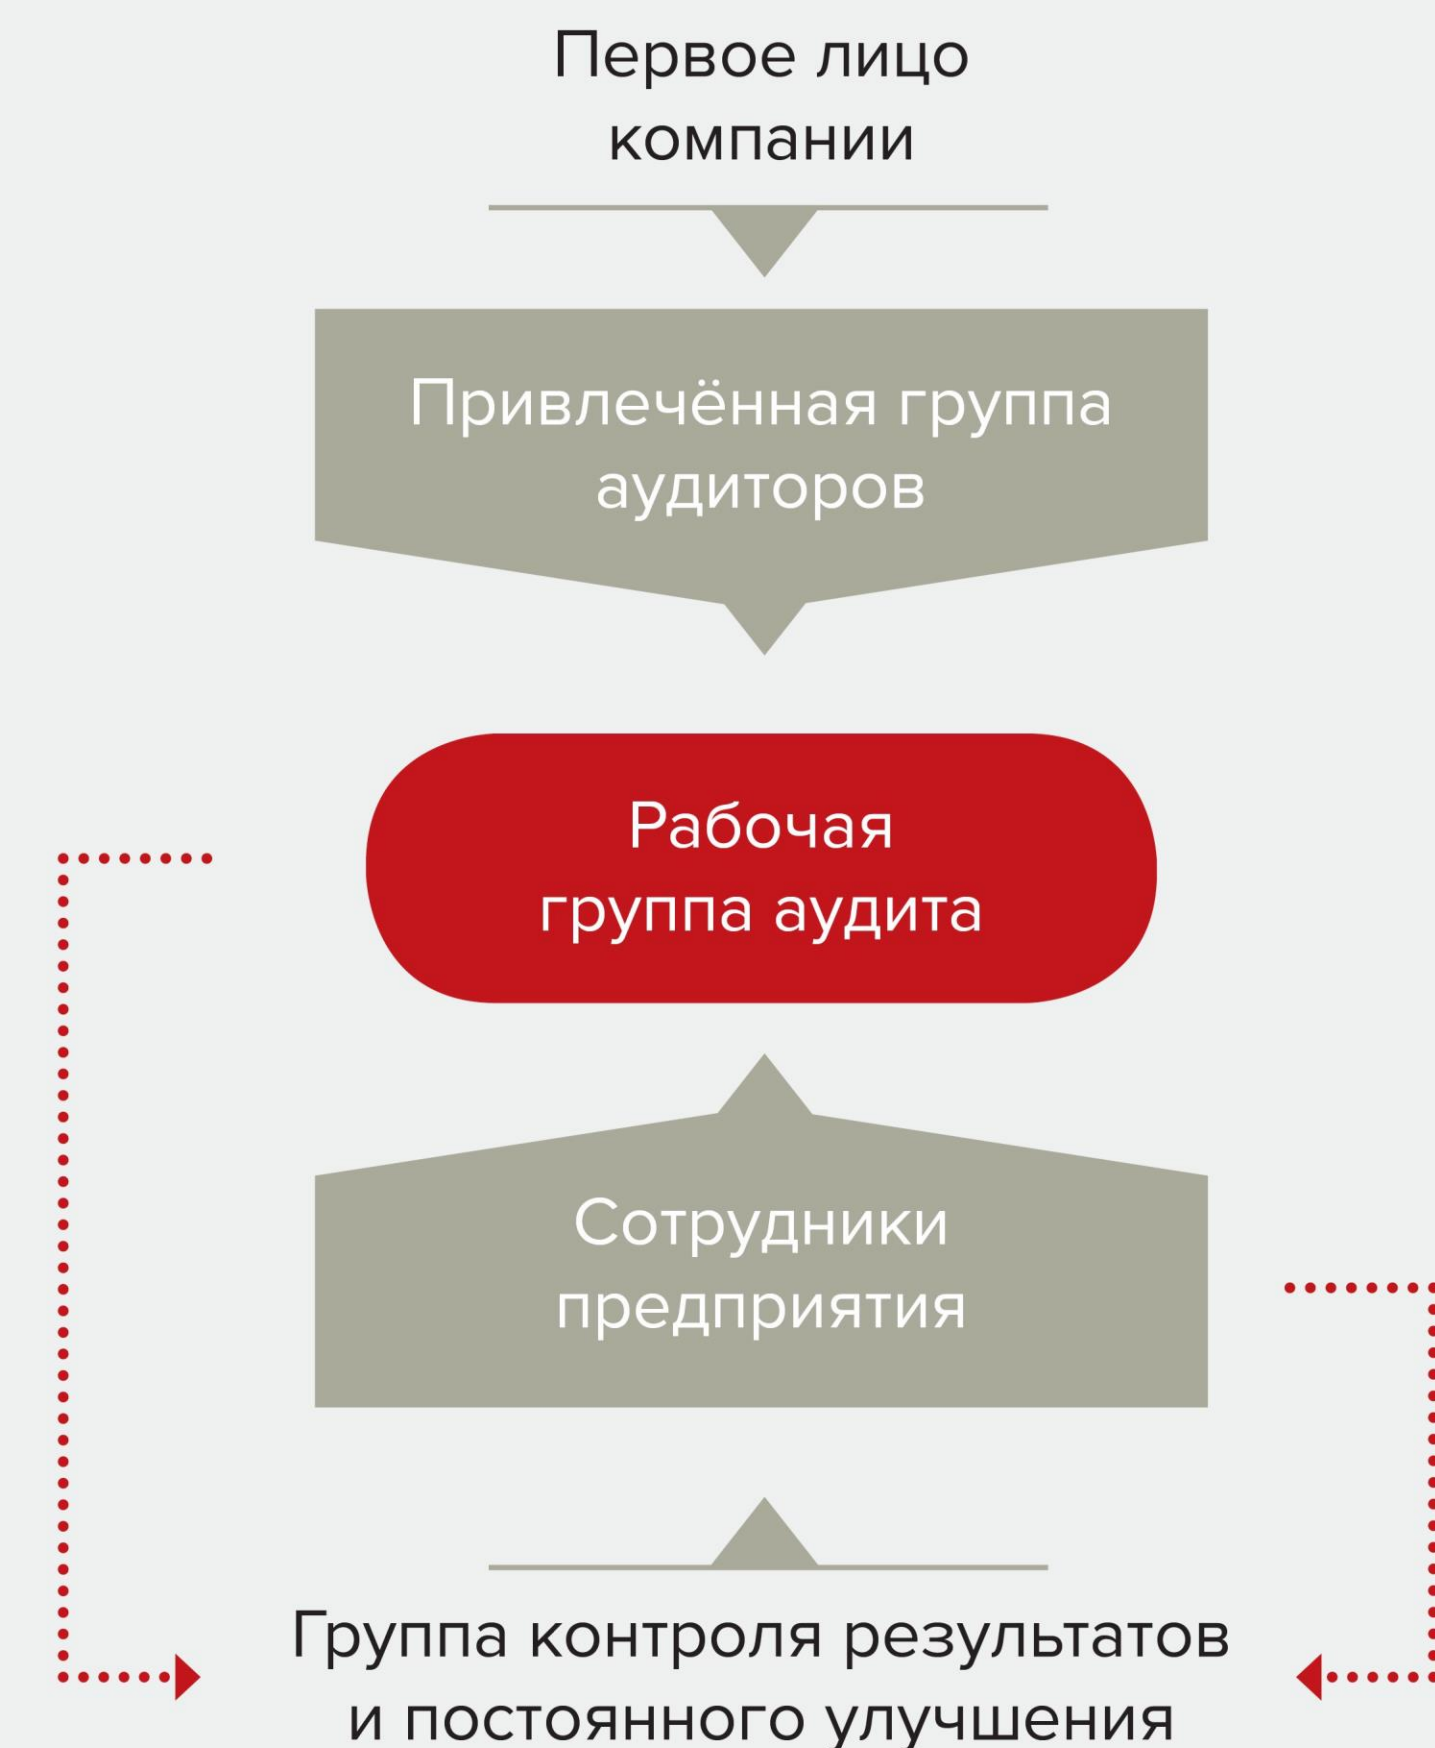 Первое лицо
компании
Привлечённая группа
аудиторов
Рабочая
группа аудита
Сотрудники
предприятия
Группа контроля результатов
и постоянного улучшения